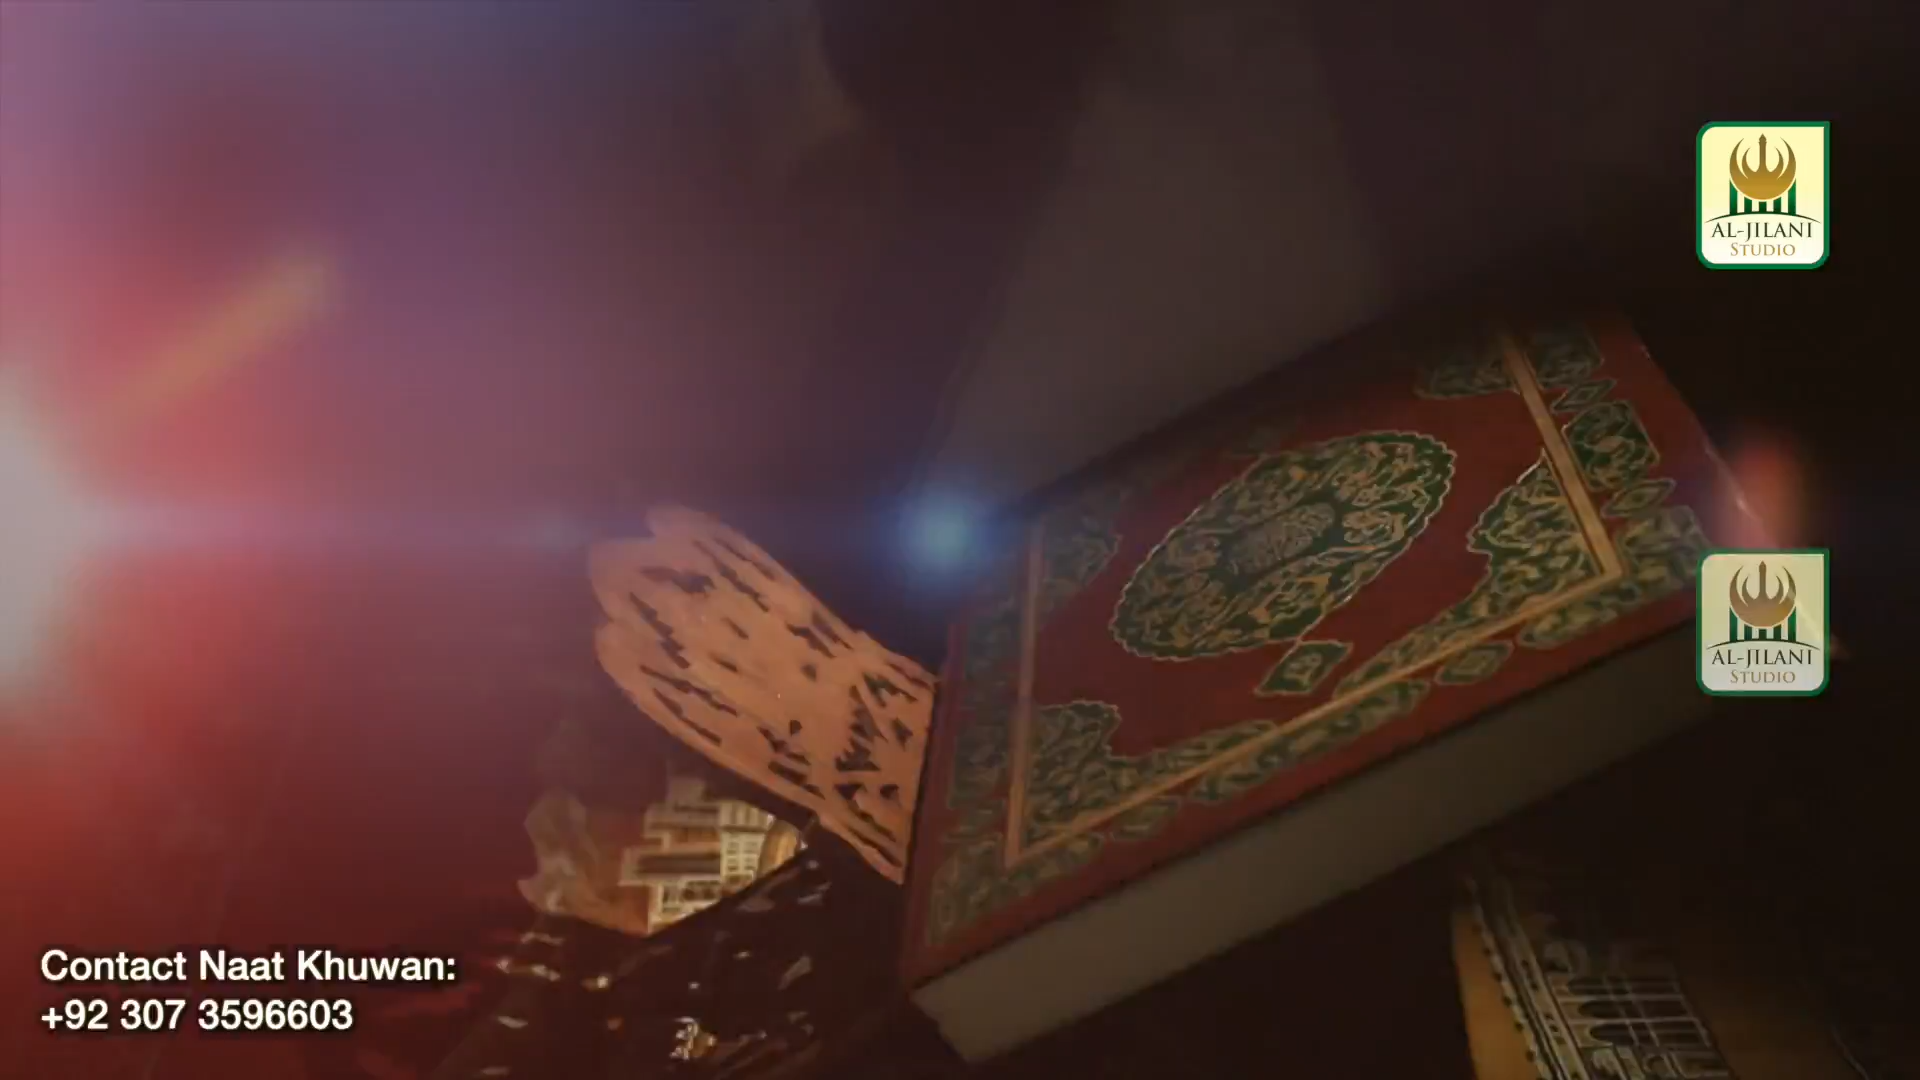 AL-JILANI
STUDIO
AL-JILANI
STUDIO
Contact Naat Khuwan:
+92 307 3596603